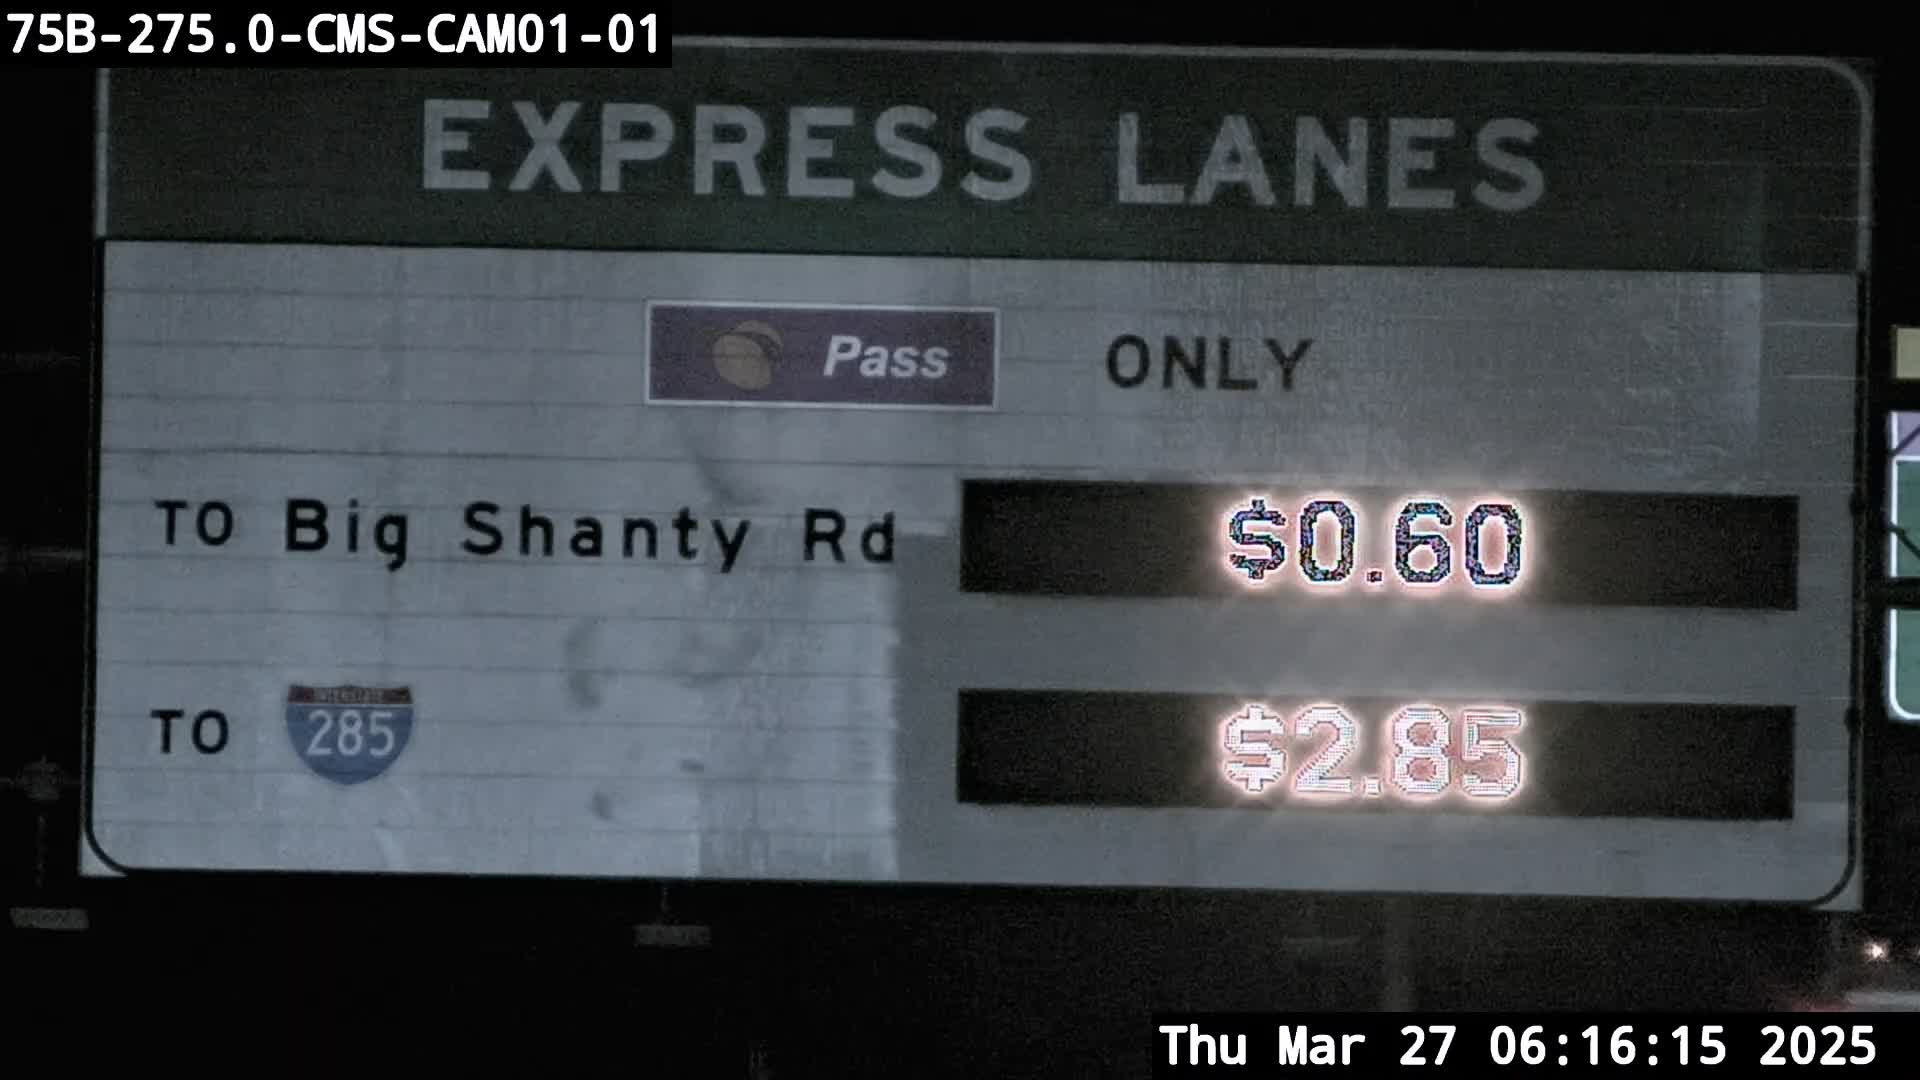 75B-275.0-CMS-CAM01-01
EXPRESS LANES
Pass ONLY
TO Big Shanty Rd $0.60
INTERSTATE
TO 285 $2.85
Thu Mar 27 06:16:15 2025